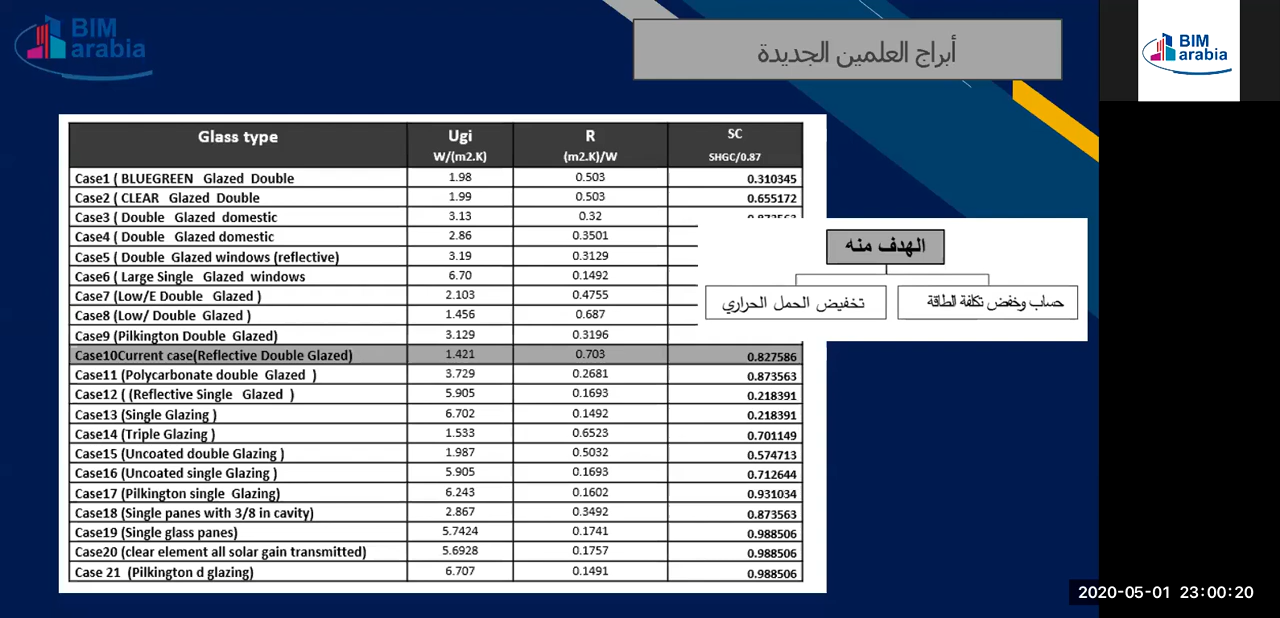 BIM
arabia
أبراج العلمين الجديدة
BIM
arabia
Glass type Ugi R SC
W/(m2.K) (m2.K)/W SHGC/0.87
Case1 ( BLUEGREEN Glazed Double 1.98 0.503 0.310345
Case2 ( CLEAR Glazed Double 1.99 0.503 0.655172
Case3 ( Double Glazed domestic 3.13 0.32
Case4 ( Double Glazed domestic 2.86 0.3501
Case5 ( Double Glazed windows (reflective) 3.19 0.3129
Case6 ( Large Single Glazed windows 6.70 0.1492
Case7 (Low/E Double Glazed ) 2.103 0.4755
Case8 (Low/ Double Glazed ) 1.456 0.687
Case9 (Pilkington Double Glazed) 3.129 0.3196
Case10Current case(Reflective Double Glazed) 1.421 0.703 0.827586
Case11 (Polycarbonate double Glazed ) 3.729 0.2681 0.873563
Case12 ( (Reflective Single Glazed ) 5.905 0.1693 0.218391
Case13 (Single Glazing ) 6.702 0.1492 0.218391
Case14 (Triple Glazing ) 1.533 0.6523 0.701149
Case15 (Uncoated double Glazing ) 1.987 0.5032 0.574713
Case16 (Uncoated single Glazing ) 5.905 0.1693 0.712644
Case17 (Pilkington single Glazing) 6.243 0.1602 0.931034
Case18 (Single panes with 3/8 in cavity) 2.867 0.3492 0.873563
Case19 (Single glass panes) 5.7424 0.1741 0.988506
Case20 (clear element all solar gain transmitted) 5.6928 0.1757 0.988506
Case 21 (Pilkington d glazing) 6.707 0.1491 0.988506
الهدف منه
حساب وخفض تكلفة الطاقة
تخفيض الحمل الحراري
2020-05-01 23:00:20